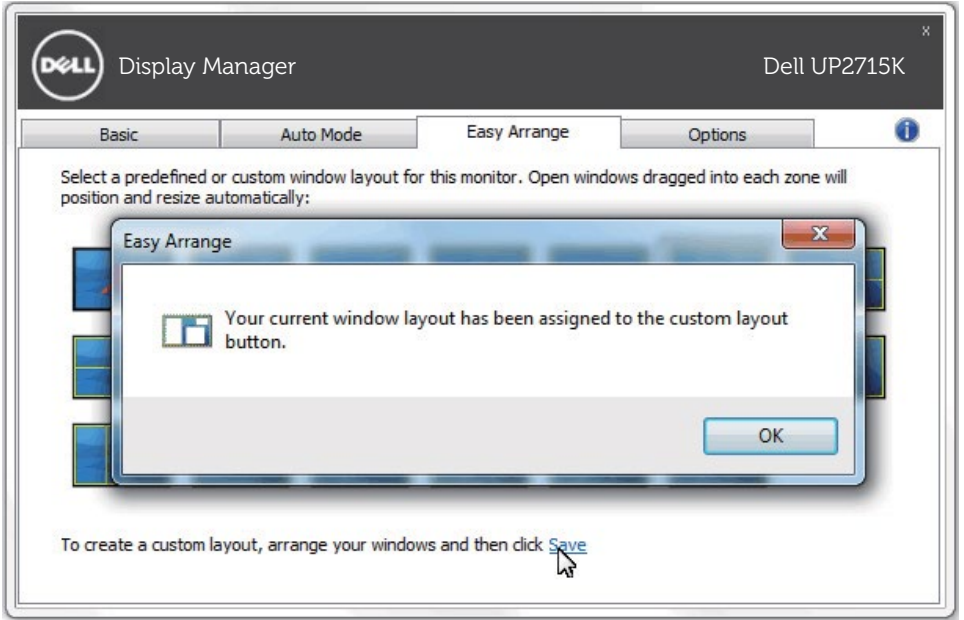 DELL Display Manager Dell UP2715K
x
Basic Auto Mode Easy Arrange Options i
Select a predefined or custom window layout for this monitor. Open windows dragged into each zone will
position and resize automatically:
Easy Arrange
Your current window layout has been assigned to the custom layout
button.
OK
To create a custom layout, arrange your windows and then click Save